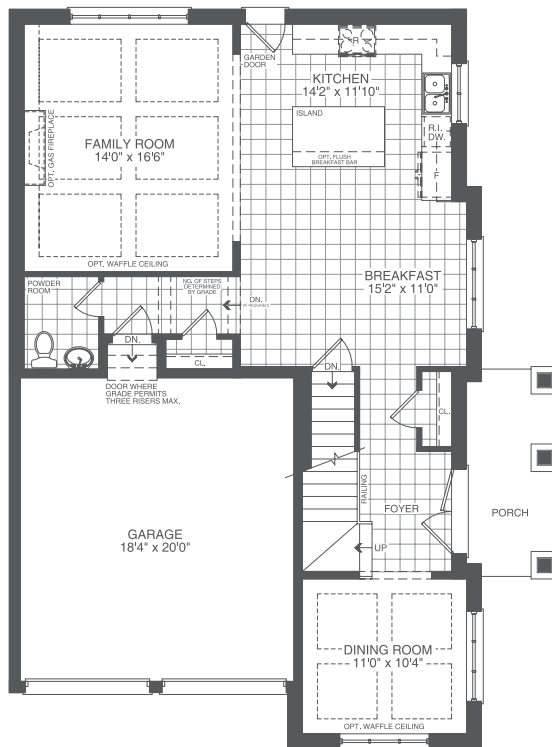 R
GARDEN
DOOR
KITCHEN
14'2" x 11'10"
ISLAND
OPT. FLUSH
BREAKFAST BAR
R.I.
DW.
F
OPT. GAS FIREPLACE
FAMILY ROOM
14'0" x 16'6"
OPT. WAFFLE CEILING
BREAKFAST
15'2" x 11'0"
POWDER
ROOM
NO. OF STEPS
DETERMINED
BY GRADE
DN.
IF REQUIRED
DN.
CL.
DOOR WHERE
GRADE PERMITS
THREE RISERS MAX.
DN.
CL.
RAILING
FOYER
PORCH
UP
GARAGE
18'4" x 20'0"
DINING ROOM
11'0" x 10'4"
OPT. WAFFLE CEILING